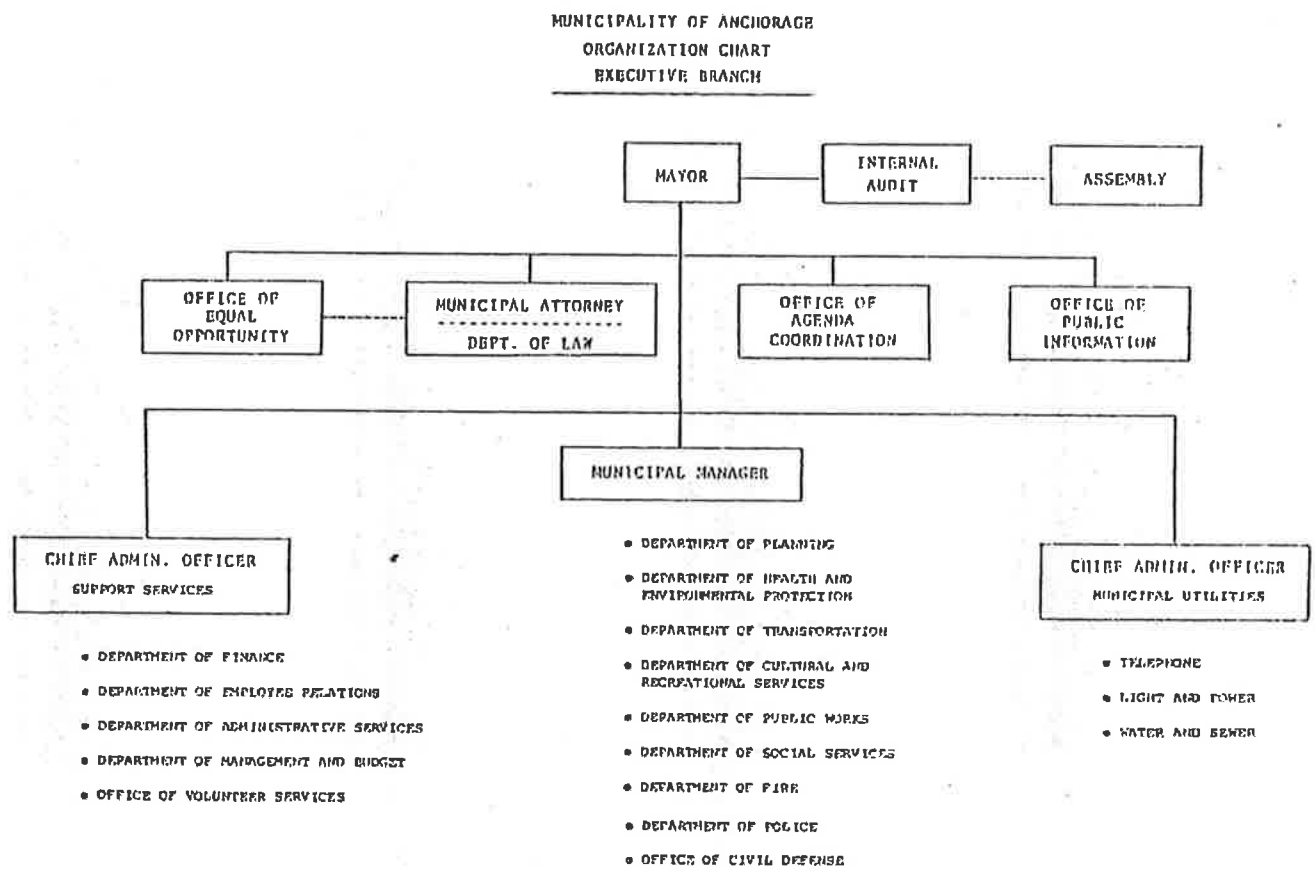 MUNICIPALITY OF ANCHORAGE
ORGANIZATION CHART
EXECUTIVE BRANCH
MAYOR
INTERNAL
AUDIT
ASSEMBLY
OFFICE OF
EQUAL
OPPORTUNITY
MUNICIPAL ATTORNEY
DEPT. OF LAW
OFFICE OF
AGENDA
COORDINATION
OFFICE OF
PUBLIC
INFORMATION
MUNICIPAL MANAGER
CHIEF ADMIN. OFFICER
SUPPORT SERVICES
• DEPARTMENT OF FINANCE
• DEPARTMENT OF EMPLOYEE RELATIONS
• DEPARTMENT OF ADMINISTRATIVE SERVICES
• DEPARTMENT OF MANAGEMENT AND BUDGET
• OFFICE OF VOLUNTEER SERVICES
• DEPARTMENT OF PLANNING
• DEPARTMENT OF HEALTH AND
ENVIRONMENTAL PROTECTION
• DEPARTMENT OF TRANSPORTATION
• DEPARTMENT OF CULTURAL AND
RECREATIONAL SERVICES
• DEPARTMENT OF PUBLIC WORKS
• DEPARTMENT OF SOCIAL SERVICES
• DEPARTMENT OF FIRE
• DEPARTMENT OF POLICE
• OFFICE OF CIVIL DEFENSE
CHIEF ADMIN. OFFICER
MUNICIPAL UTILITIES
• TELEPHONE
• LIGHT AND POWER
• WATER AND SEWER